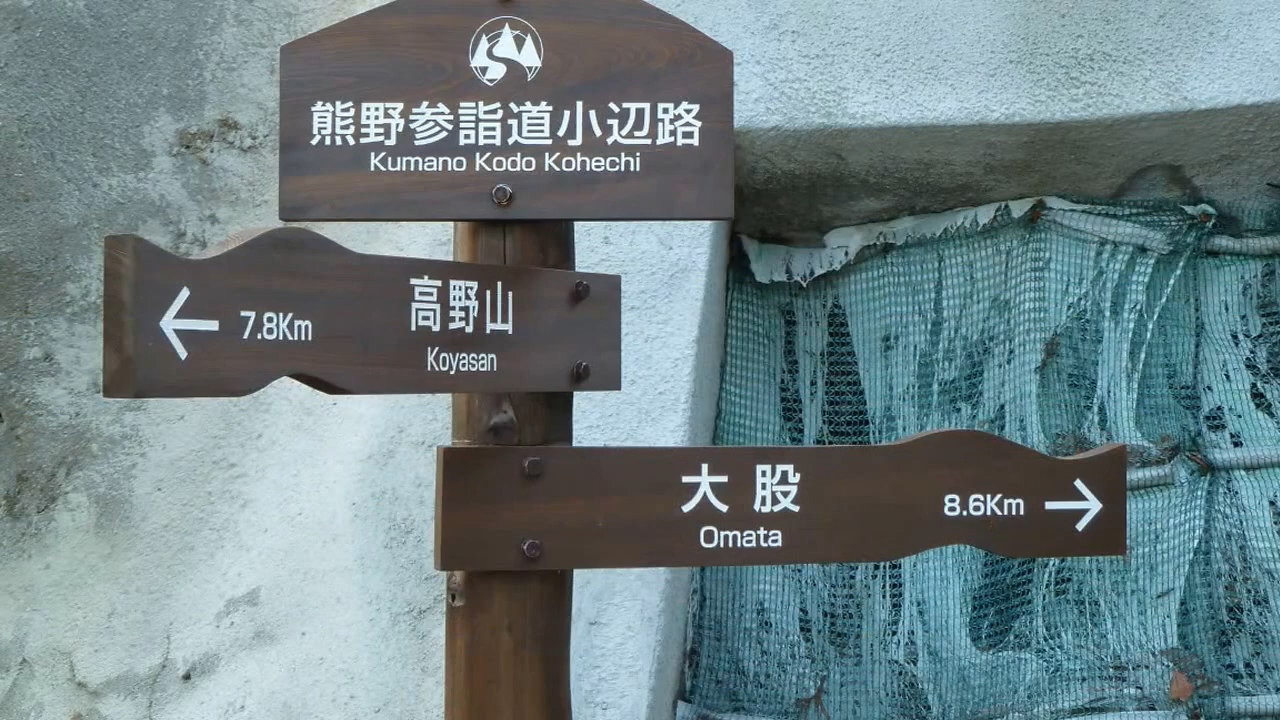 熊野参詣道小辺路
Kumano Kodo Kohechi
← 7.8Km 高野山
Koyasan
大股
Omata
8.6Km →